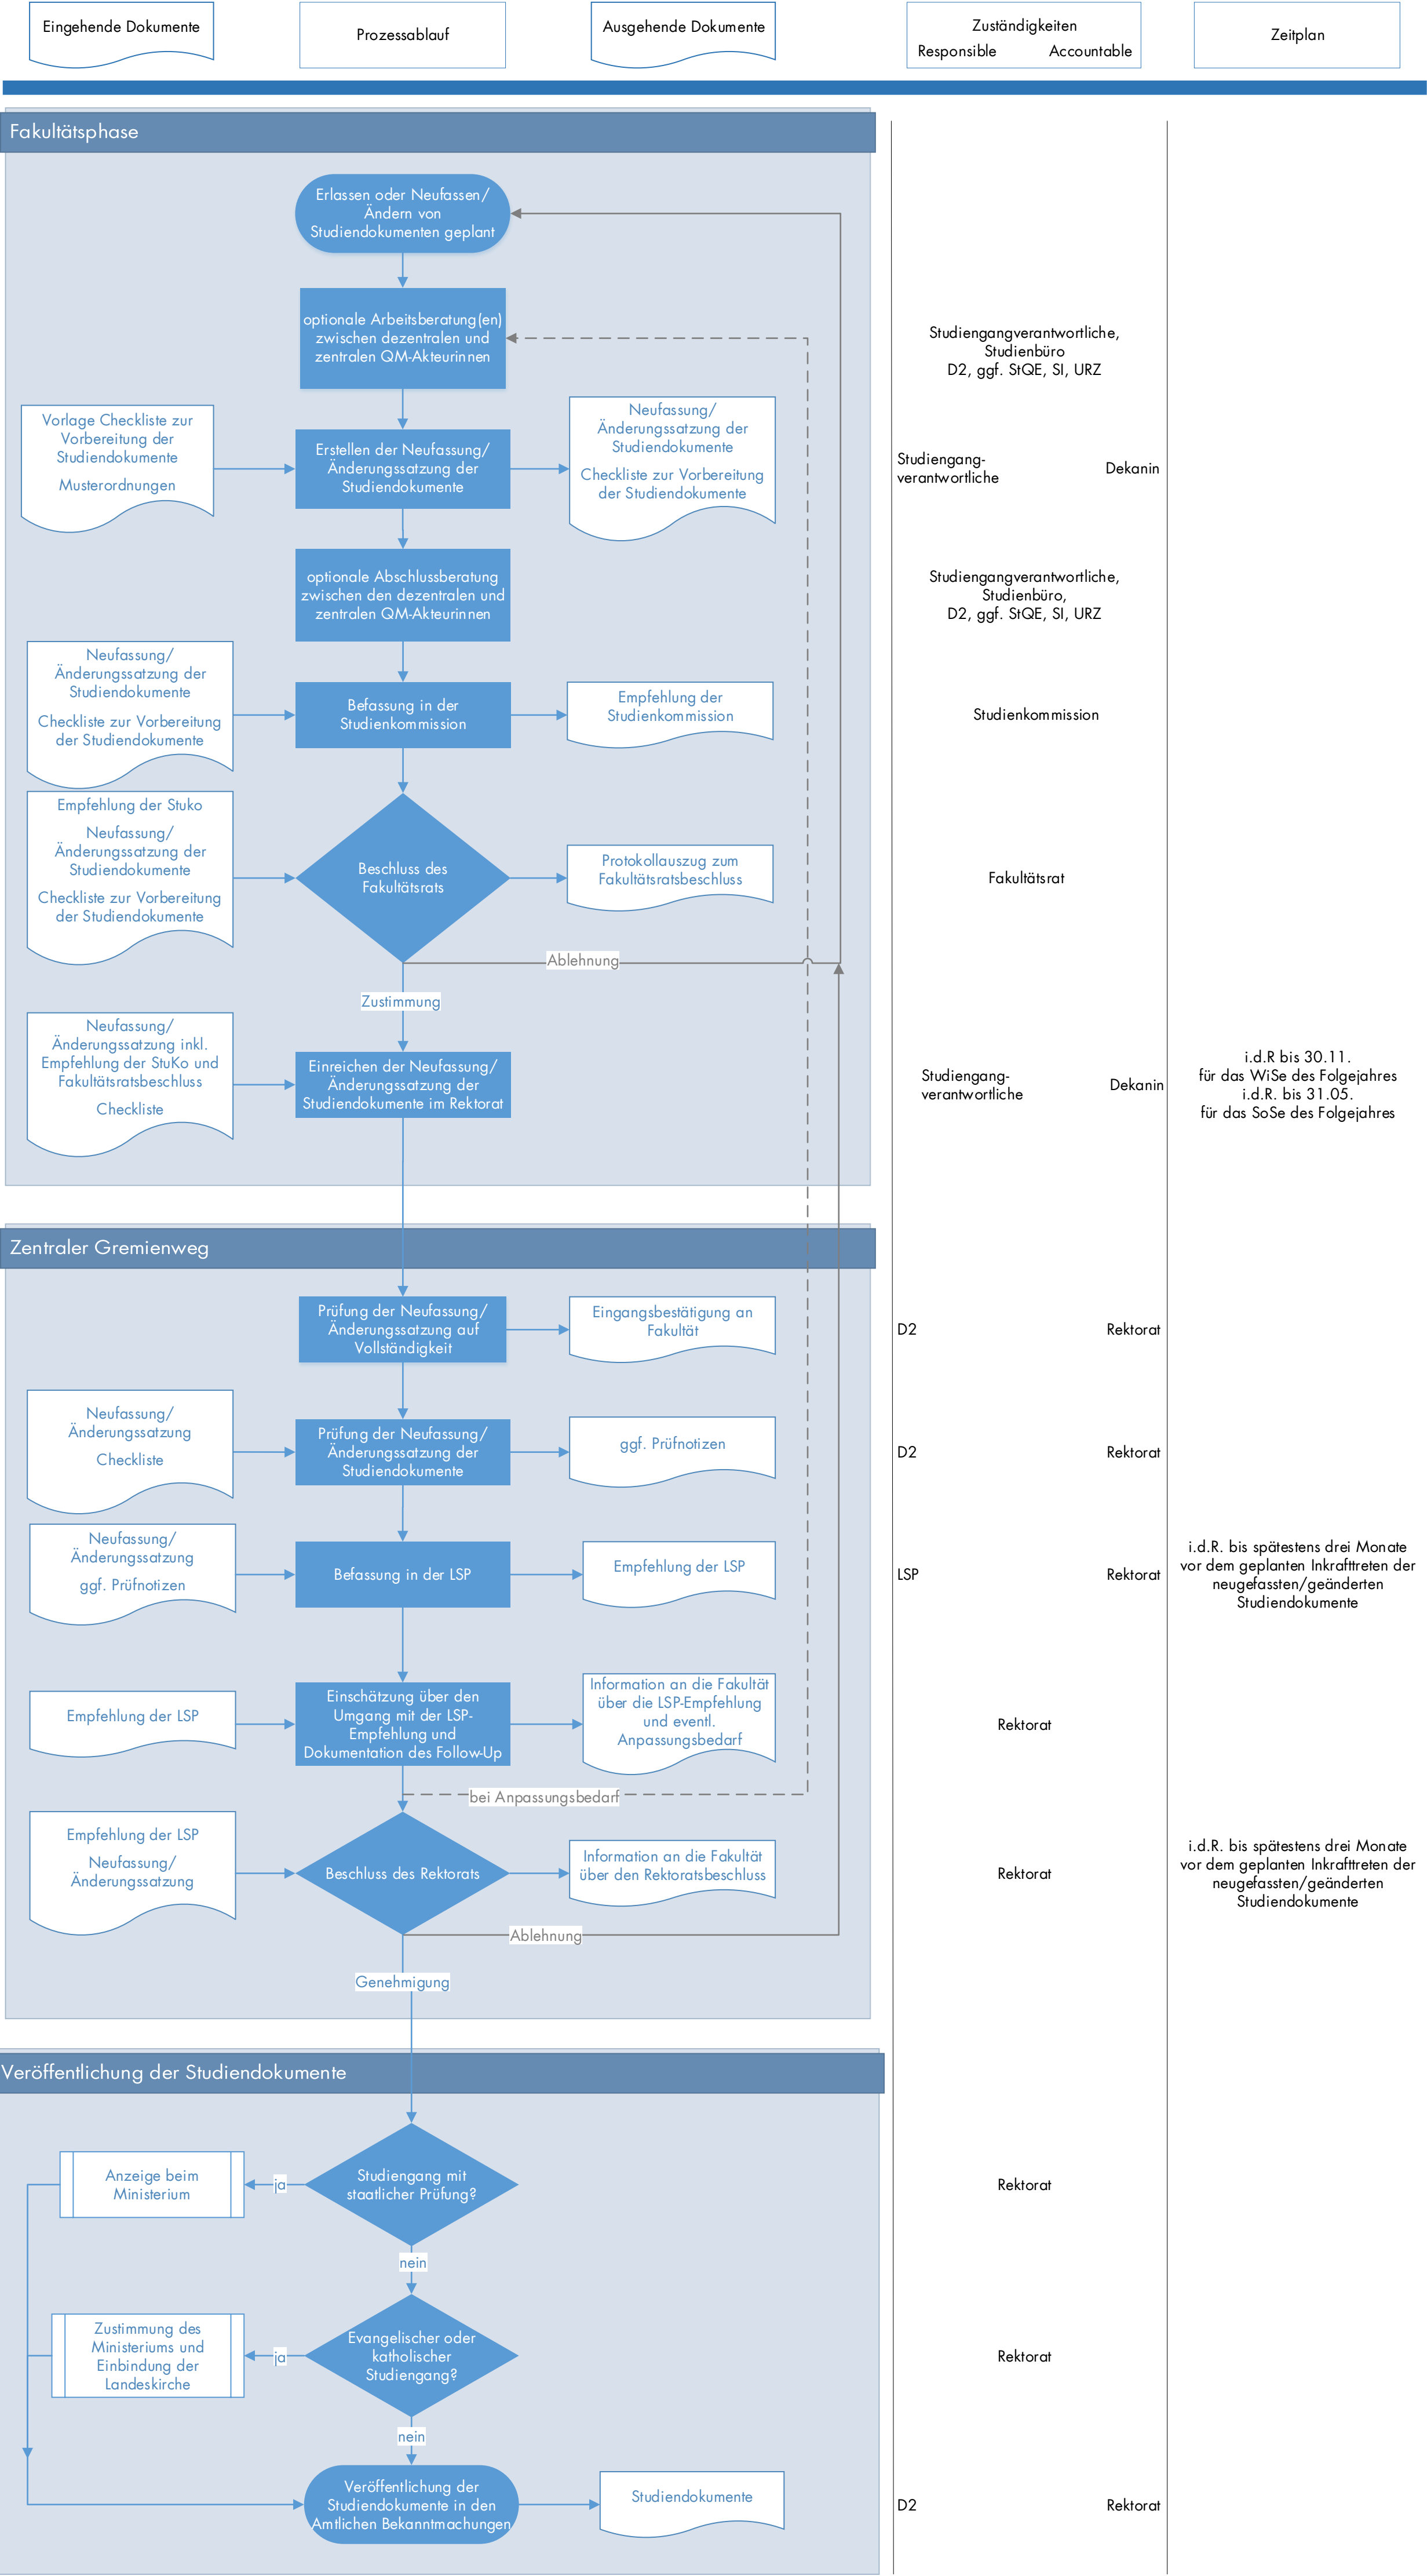 Eingehende Dokumente
Prozessablauf
Ausgehende Dokumente
Zuständigkeiten
Responsible Accountable
Zeitplan
Fakultätsphase
Erlassen oder Neufassen/
Ändern von
Studiendokumenten geplant
optionale Arbeitsberatung(en)
zwischen dezentralen und
zentralen QM-Akteurinnen
Studiengangverantwortliche,
Studienbüro
D2, ggf. StQE, SI, URZ
Vorlage Checkliste zur
Vorbereitung der
Studiendokumente
Musterordnungen
Erstellen der Neufassung/
Änderungssatzung der
Studiendokumente
Neufassung/
Änderungssatzung der
Studiendokumente
Checkliste zur Vorbereitung
der Studiendokumente
Studiengang-
verantwortliche
Dekanin
optionale Abschlussberatung
zwischen den dezentralen und
zentralen QM-Akteurinnen
Studiengangverantwortliche,
Studienbüro,
D2, ggf. StQE, SI, URZ
Neufassung/
Änderungssatzung der
Studiendokumente
Checkliste zur Vorbereitung
der Studiendokumente
Befassung in der
Studienkommission
Empfehlung der
Studienkommission
Studienkommission
Empfehlung der Stuko
Neufassung/
Änderungssatzung der
Studiendokumente
Checkliste zur Vorbereitung
der Studiendokumente
Beschluss des
Fakultätsrats
Protokollauszug zum
Fakultätsratsbeschluss
Fakultätsrat
Ablehnung
Zustimmung
Neufassung/
Änderungssatzung inkl.
Empfehlung der StuKo und
Fakultätsratsbeschluss
Checkliste
Einreichen der Neufassung/
Änderungssatzung der
Studiendokumente im Rektorat
Studiengang-
verantwortliche
Dekanin
i.d.R bis 30.11.
für das WiSe des Folgejahres
i.d.R. bis 31.05.
für das SoSe des Folgejahres
Zentraler Gremienweg
Prüfung der Neufassung/
Änderungssatzung auf
Vollständigkeit
Eingangsbestätigung an
Fakultät
D2
Rektorat
Neufassung/
Änderungssatzung
Checkliste
Prüfung der Neufassung/
Änderungssatzung der
Studiendokumente
ggf. Prüfnotizen
D2
Rektorat
Neufassung/
Änderungssatzung
ggf. Prüfnotizen
Befassung in der LSP
Empfehlung der LSP
LSP
Rektorat
i.d.R. bis spätestens drei Monate
vor dem geplanten Inkrafttreten der
neugefassten/geänderten
Studiendokumente
Empfehlung der LSP
Einschätzung über den
Umgang mit der LSP-
Empfehlung und
Dokumentation des Follow-Up
Information an die Fakultät
über die LSP-Empfehlung
und eventl.
Anpassungsbedarf
Rektorat
bei Anpassungsbedarf
Empfehlung der LSP
Neufassung/
Änderungssatzung
Beschluss des Rektorats
Information an die Fakultät
über den Rektoratsbeschluss
Rektorat
i.d.R. bis spätestens drei Monate
vor dem geplanten Inkrafttreten der
neugefassten/geänderten
Studiendokumente
Ablehnung
Genehmigung
Veröffentlichung der Studiendokumente
Anzeige beim
Ministerium
ja
Studiengang mit
staatlicher Prüfung?
Rektorat
nein
Zustimmung des
Ministeriums und
Einbindung der
Landeskirche
ja
Evangelischer oder
katholischer
Studiengang?
Rektorat
nein
Veröffentlichung der
Studiendokumente in den
Amtlichen Bekanntmachungen
Studiendokumente
D2
Rektorat